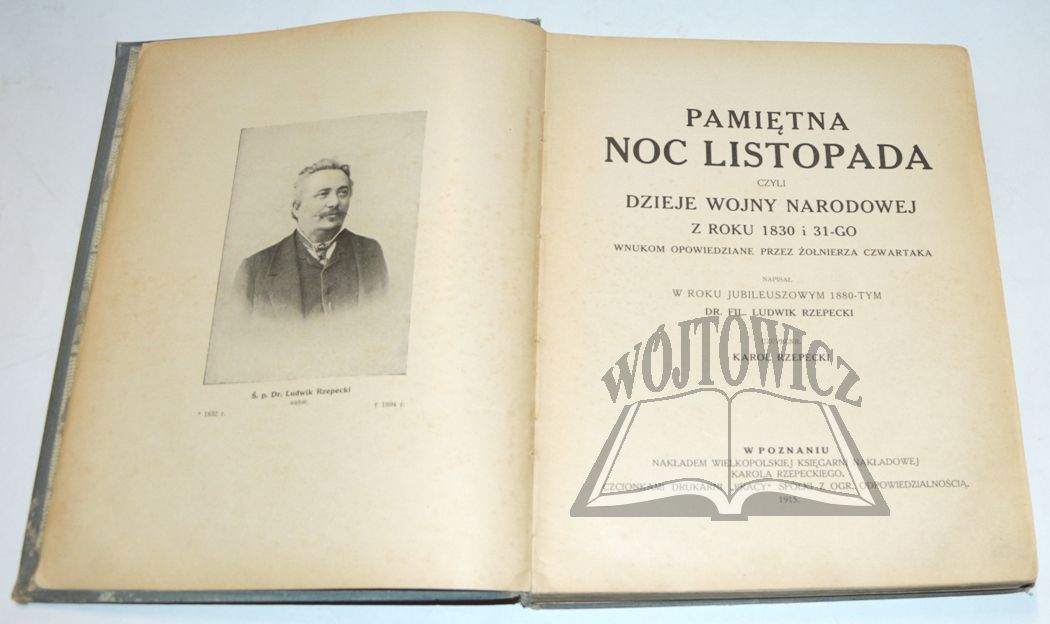 Ś. p. Dr. Ludwik Rzepecki
autor.
* 1832 r. † 1894 r.
PAMIĘTNA
NOC LISTOPADA
CZYLI
DZIEJE WOJNY NARODOWEJ
Z ROKU 1830 i 31-GO
WNUKOM OPOWIEDZIANE PRZEZ ŻOŁNIERZA CZWARTAKA
NAPISAŁ
W ROKU JUBILEUSZOWYM 1880-TYM
DR. FIL. LUDWIK RZEPECKI
KAROL RZEPECKI
WÓJTOWICZ
W POZNANIU
NAKŁADEM WIELKOPOLSKIEJ KSIĘGARNI NAKŁADOWEJ
KAROLA RZEPECKIEGO.
CZCIONKAMI DRUKARNI „PRACY" SPÓŁKI Z OGR. ODPOWIEDZIALNOŚCIĄ.
1915.